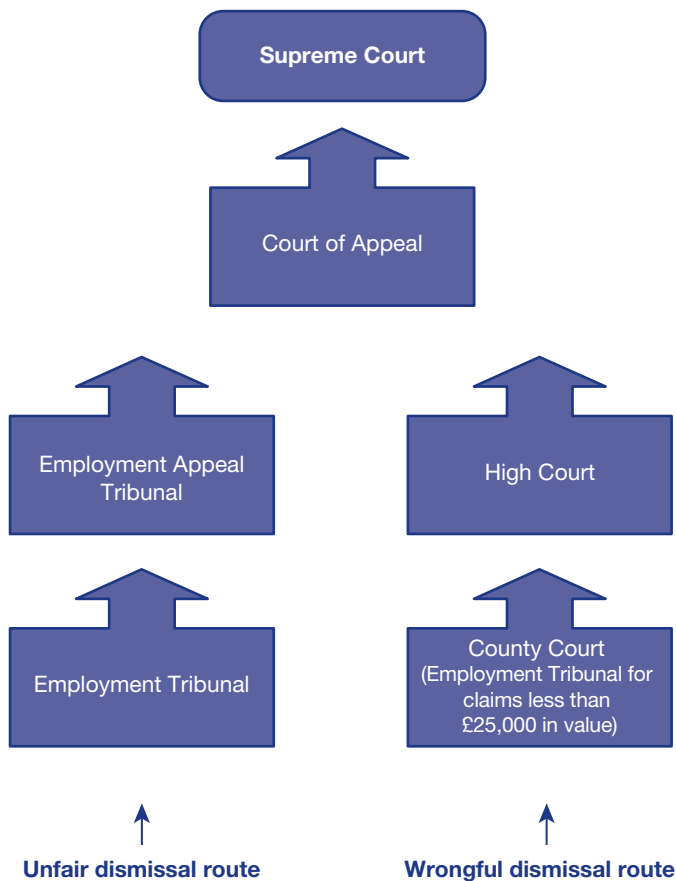 Supreme Court
Court of Appeal
Employment Appeal
Tribunal
High Court
Employment Tribunal
County Court
(Employment Tribunal for
claims less than
£25,000 in value)
Unfair dismissal route
Wrongful dismissal route